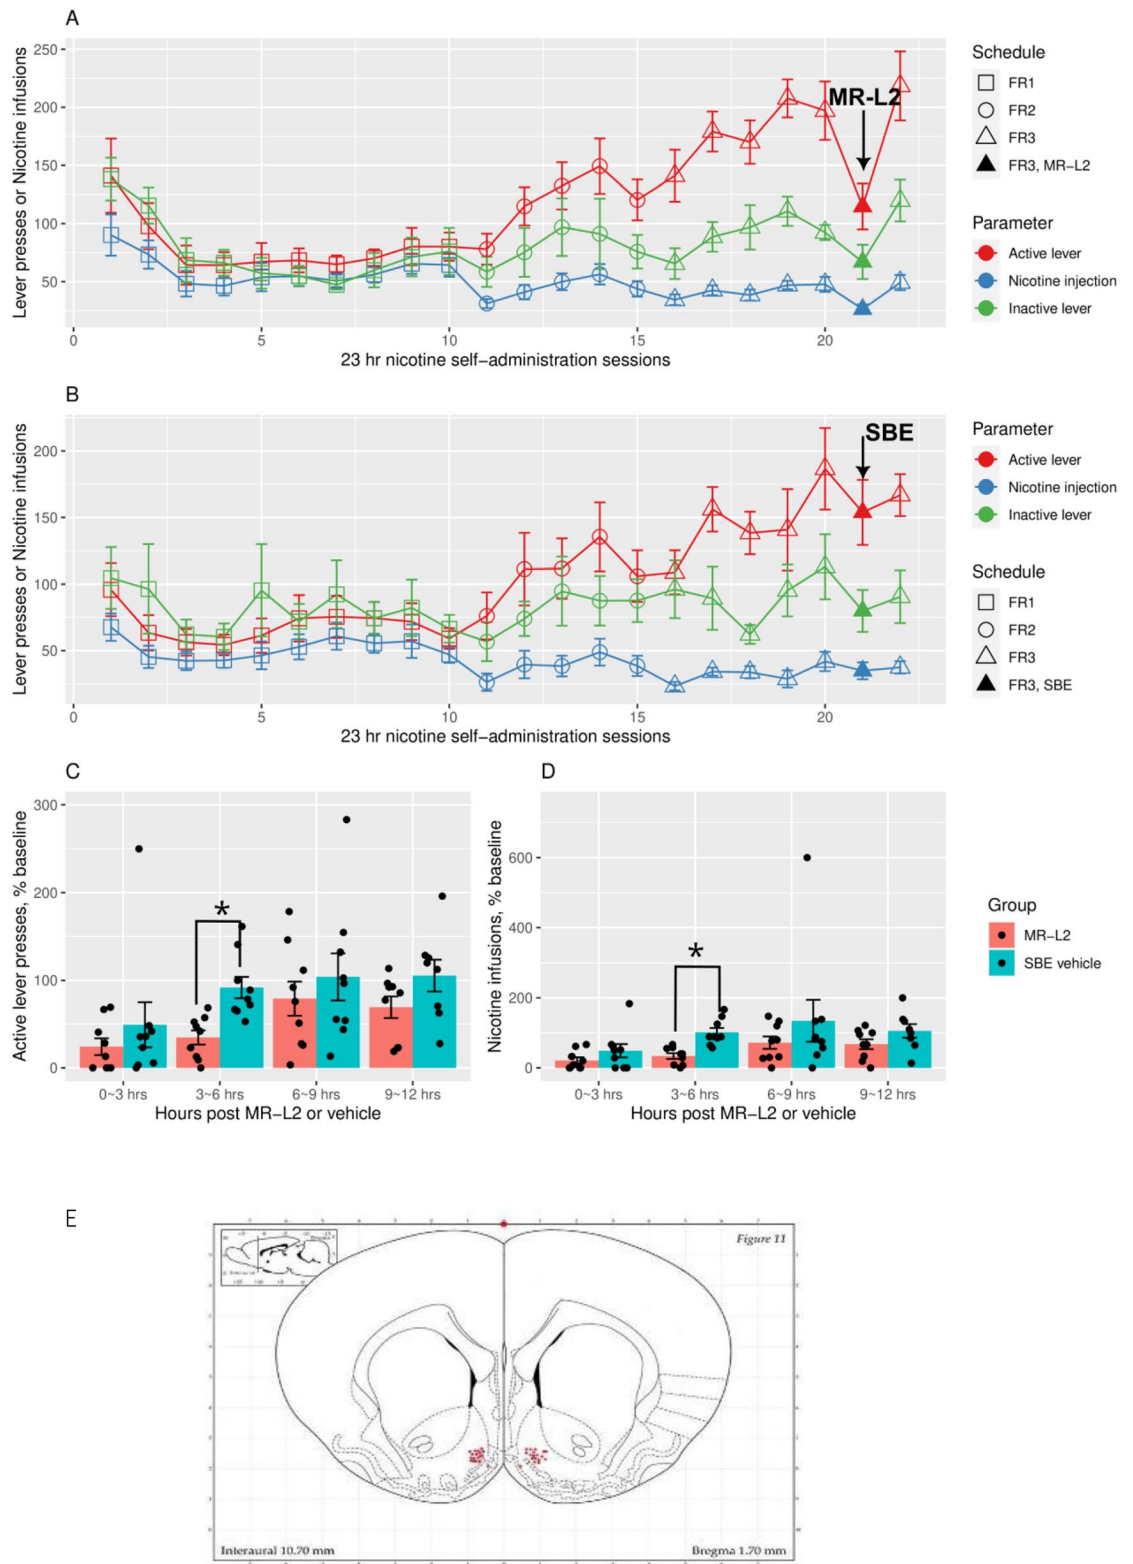 A
Lever presses or Nicotine infusions
250
200
150
100
50
0
5
10
15
20
23 hr nicotine self−administration sessions
MR-L2
Schedule
FR1
FR2
FR3
FR3, MR−L2
Parameter
Active lever
Nicotine injection
Inactive lever
B
Lever presses or Nicotine infusions
200
150
100
50
0
5
10
15
20
23 hr nicotine self−administration sessions
SBE
Parameter
Active lever
Nicotine injection
Inactive lever
Schedule
FR1
FR2
FR3
FR3, SBE
C
Active lever presses, % baseline
300
200
100
0
*
0~3 hrs
3~6 hrs
6~9 hrs
9~12 hrs
Hours post MR−L2 or vehicle
D
Nicotine infusions, % baseline
600
400
200
0
*
0~3 hrs
3~6 hrs
6~9 hrs
9~12 hrs
Hours post MR−L2 or vehicle
Group
MR−L2
SBE vehicle
E
Figure 11
Interaural 10.70 mm
Bregma 1.70 mm